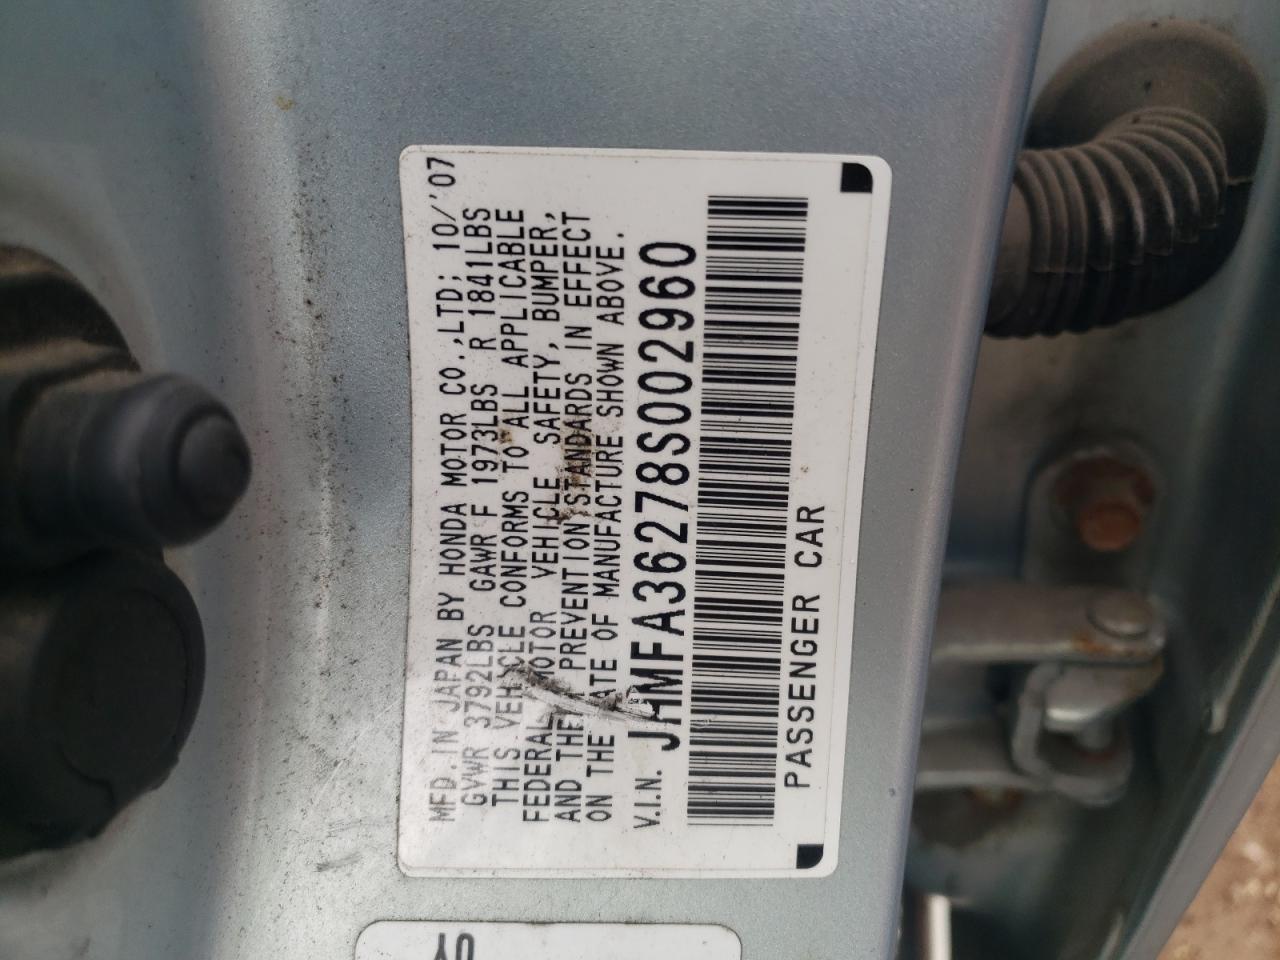 MFD.IN JAPAN BY HONDA MOTOR CO.,LTD; 10/'07
GVWR 3792LBS GAWR F 1973LBS R 1841LBS
THIS VEHICLE CONFORMS TO ALL APPLICABLE
FEDERAL MOTOR VEHICLE SAFETY, BUMPER,
AND THEFT PREVENTION STANDARDS IN EFFECT
ON THE DATE OF MANUFACTURE SHOWN ABOVE.
V.I.N. JHMFA36278S002960
PASSENGER CAR